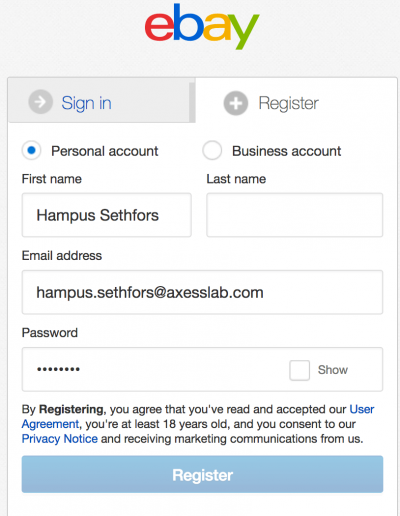 ebay
Sign in
Register
Personal account
Business account
First name
Last name
Hampus Sethfors
Email address
hampus.sethfors@axesslab.com
Password
••••••••
Show
By Registering, you agree that you've read and accepted our User
Agreement, you're at least 18 years old, and you consent to our
Privacy Notice and receiving marketing communications from us.
Register